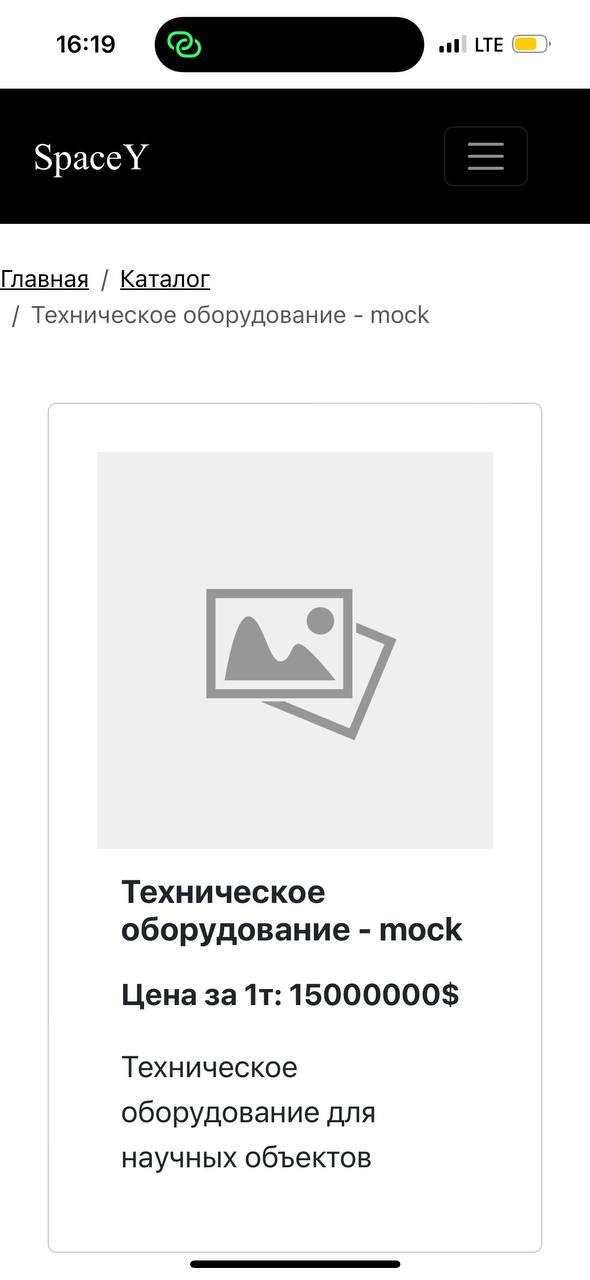 16:19
LTE
SpaceY
Главная / Каталог
/ Техническое оборудование - mock
Техническое
оборудование - mock
Цена за 1т: 15000000$
Техническое
оборудование для
научных объектов